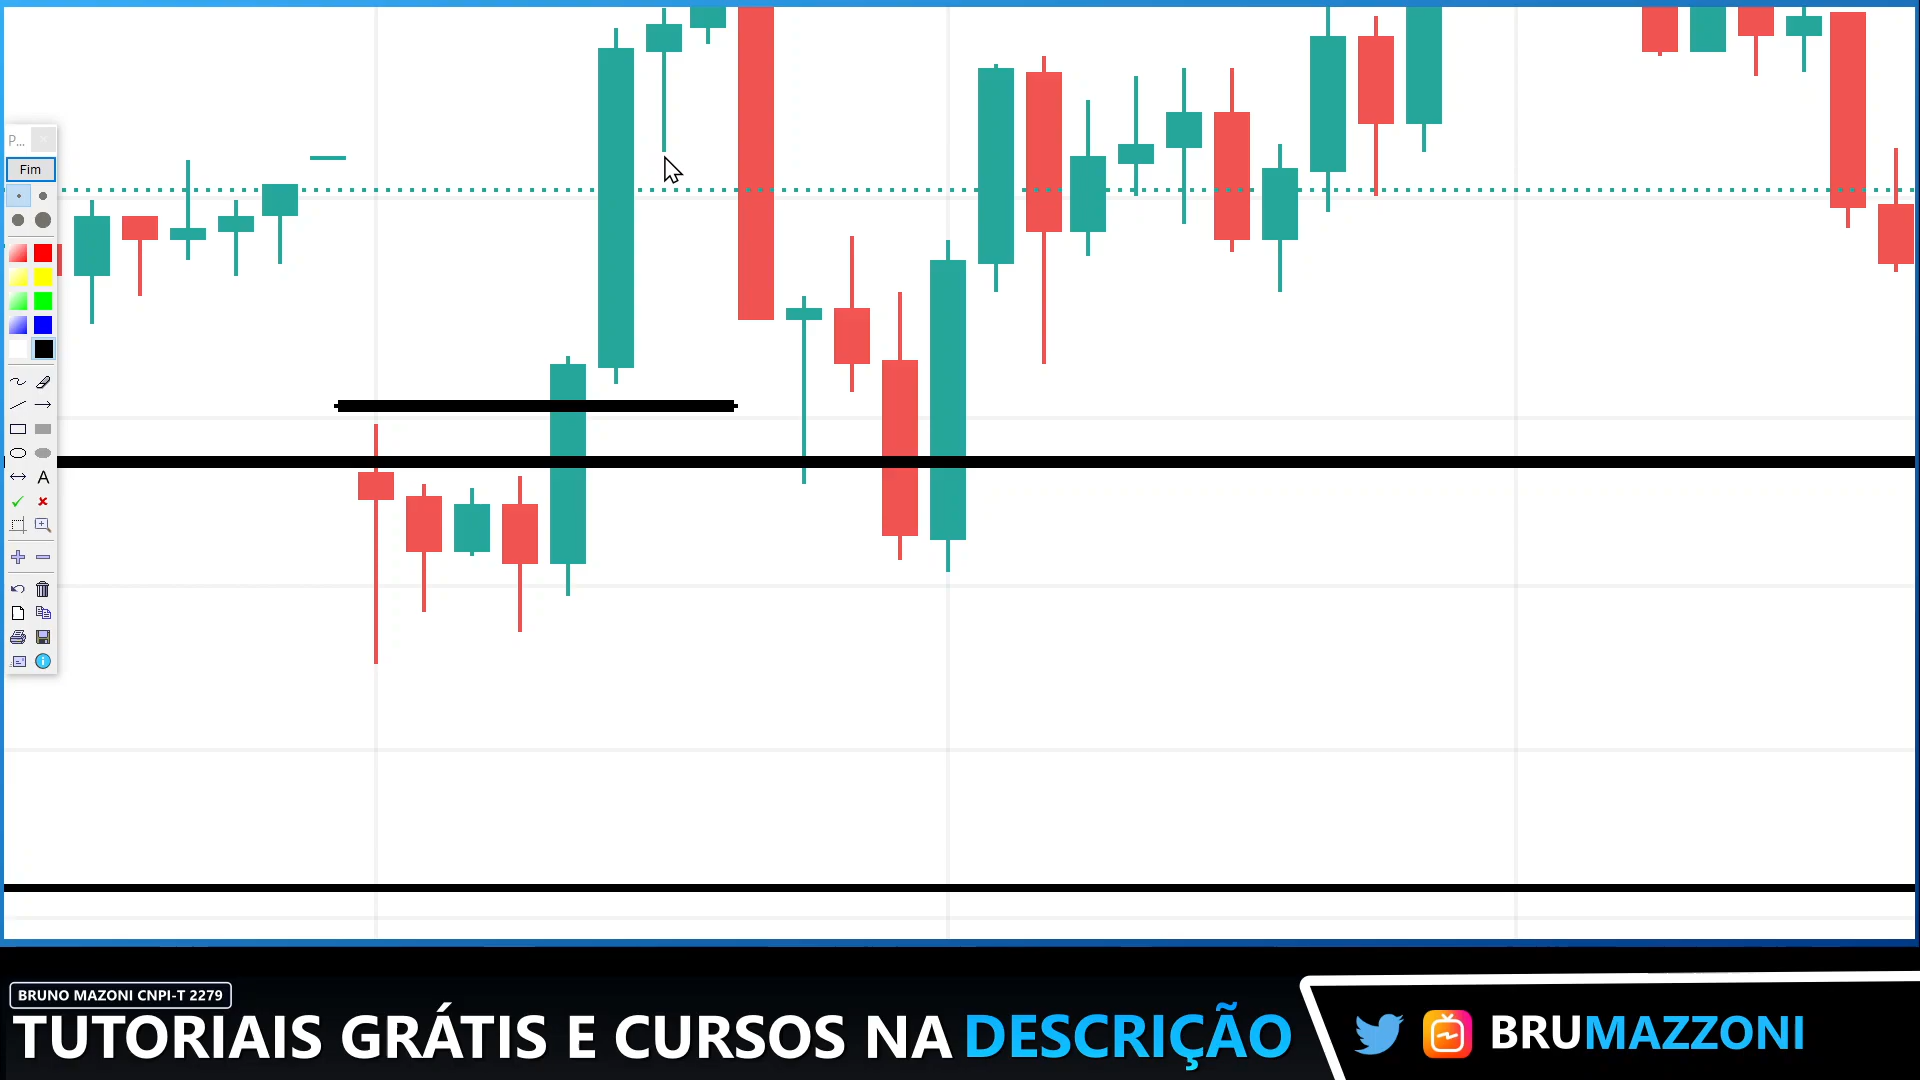 P...
Fim
A
BRUNO MAZONI CNPI-T 2279
TUTORIAIS GRÁTIS E CURSOS NA DESCRIÇÃO
BRUMAZZONI